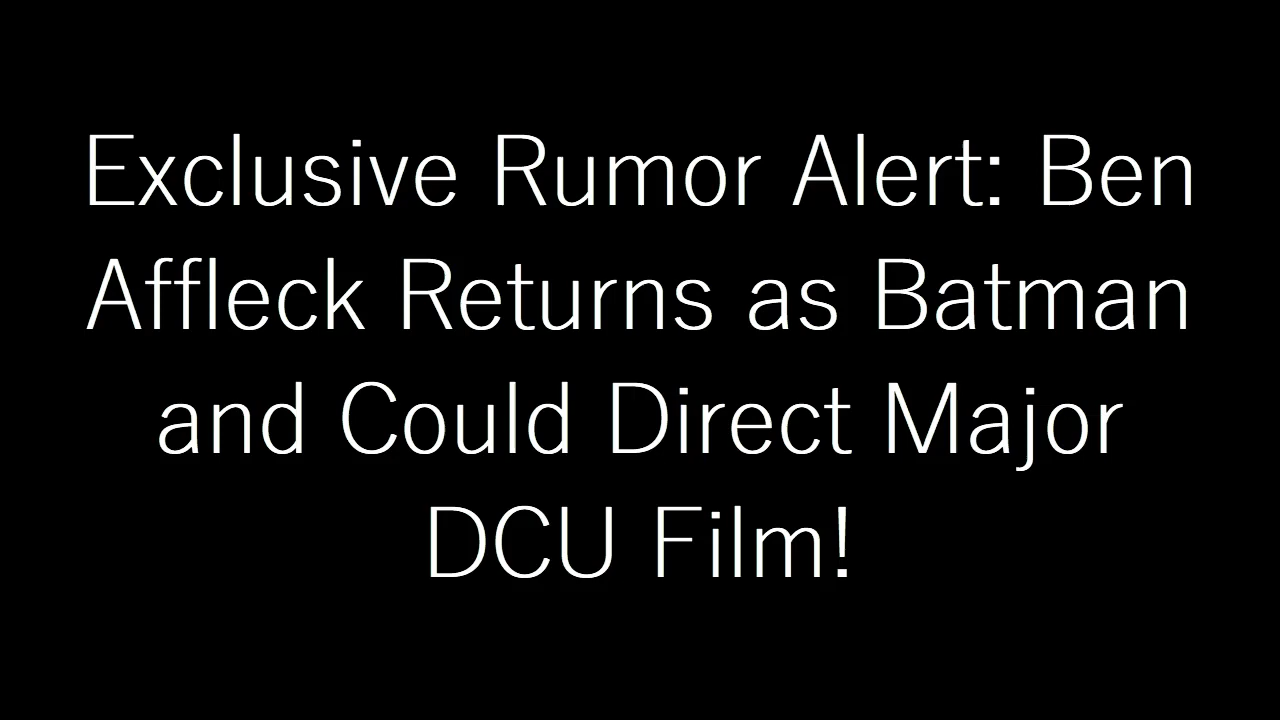 Exclusive Rumor Alert: Ben
Affleck Returns as Batman
and Could Direct Major
DCU Film!